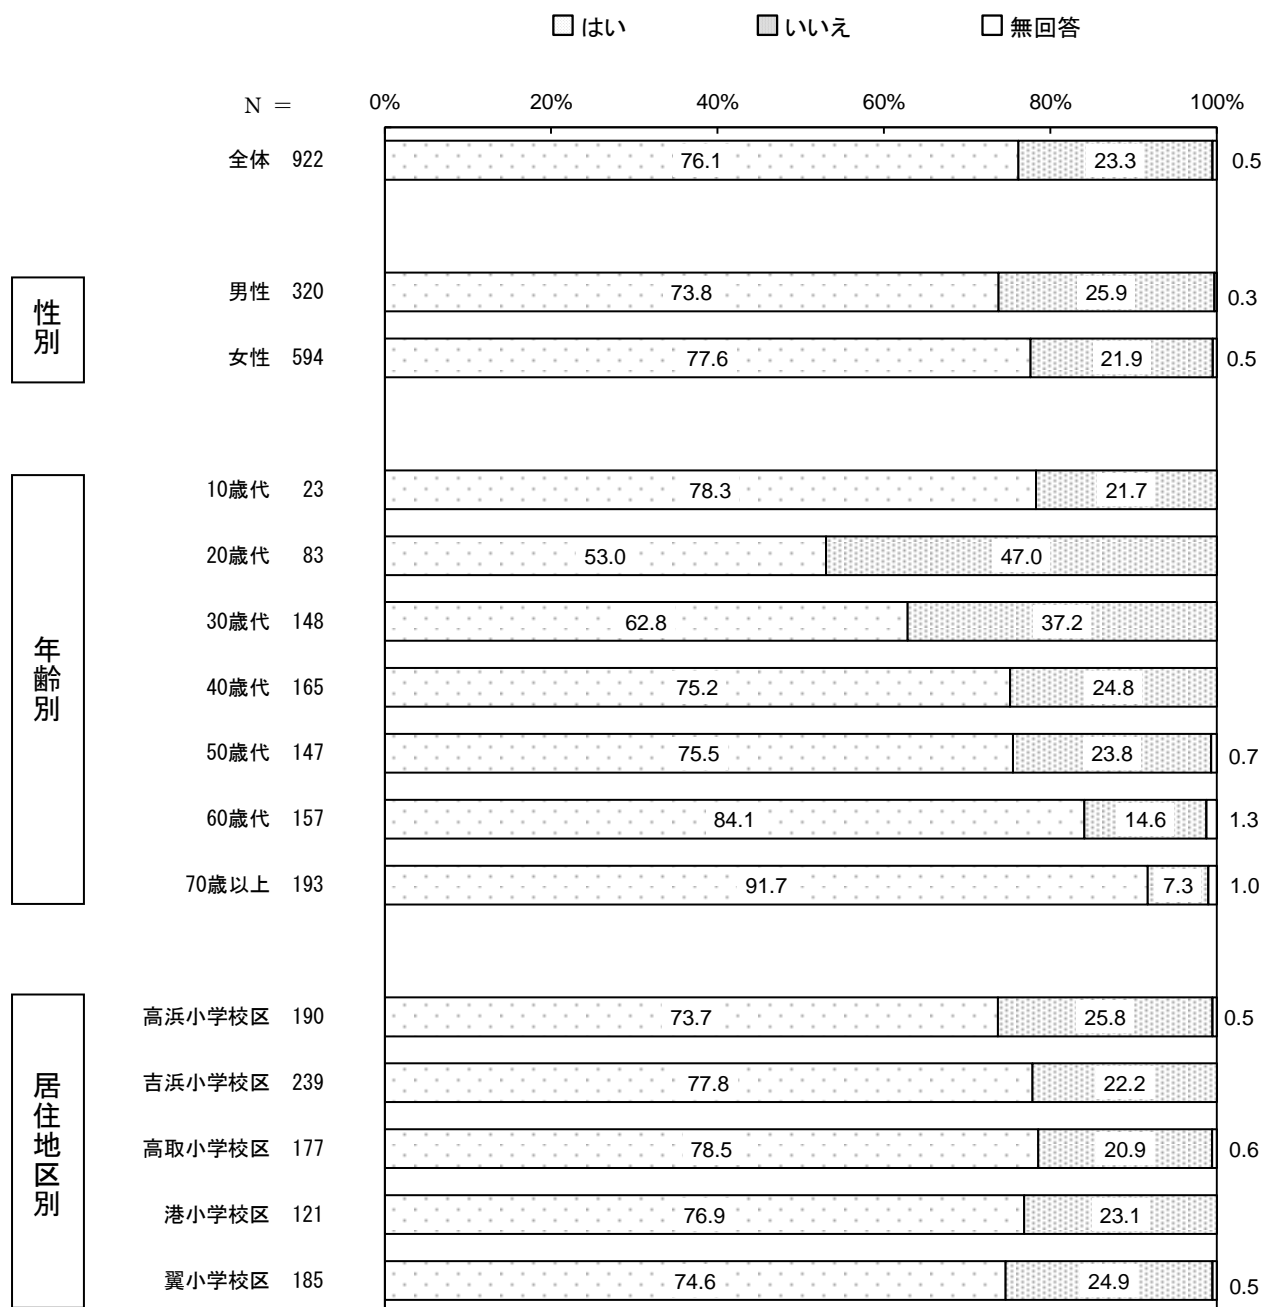 はい いいえ 無回答
N = 0% 20% 40% 60% 80% 100%
全体 922 76.1 23.3 0.5
性別
男性 320 73.8 25.9 0.3
女性 594 77.6 21.9 0.5
年齢別
10歳代 23 78.3 21.7
20歳代 83 53.0 47.0
30歳代 148 62.8 37.2
40歳代 165 75.2 24.8
50歳代 147 75.5 23.8 0.7
60歳代 157 84.1 14.6 1.3
70歳以上 193 91.7 7.3 1.0
居住地区別
高浜小学校区 190 73.7 25.8 0.5
吉浜小学校区 239 77.8 22.2
高取小学校区 177 78.5 20.9 0.6
港小学校区 121 76.9 23.1
翼小学校区 185 74.6 24.9 0.5